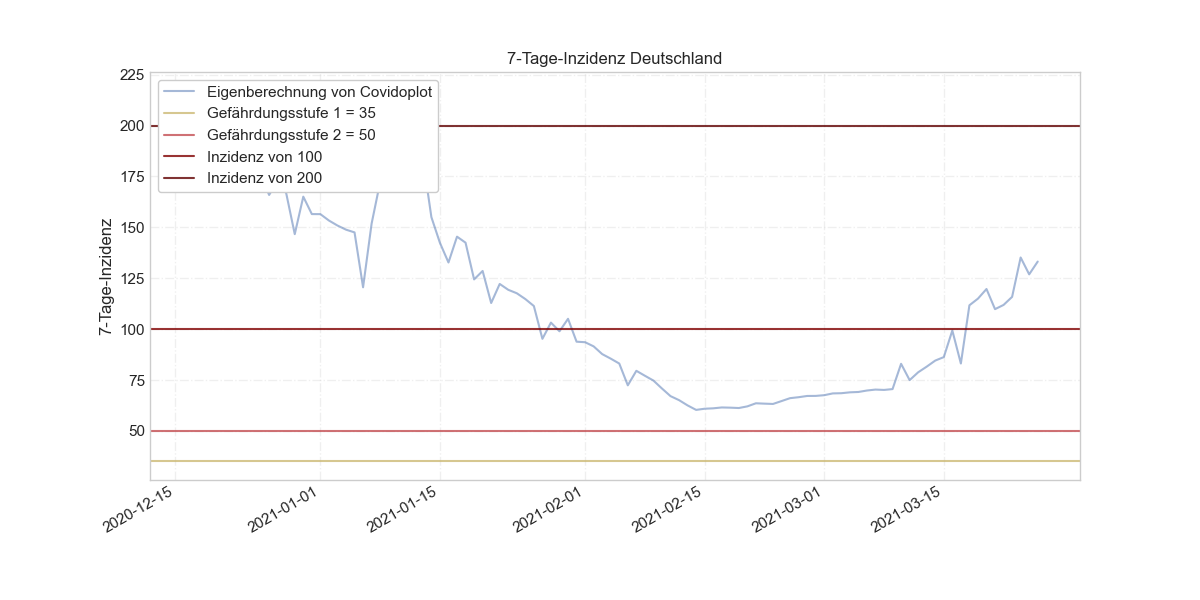 7-Tage-Inzidenz Deutschland
225
200
175
150
125
100
75
50
7-Tage-Inzidenz
Eigenberechnung von Covidoplot
Gefährdungsstufe 1 = 35
Gefährdungsstufe 2 = 50
Inzidenz von 100
Inzidenz von 200
2020-12-15
2021-01-01
2021-01-15
2021-02-01
2021-02-15
2021-03-01
2021-03-15